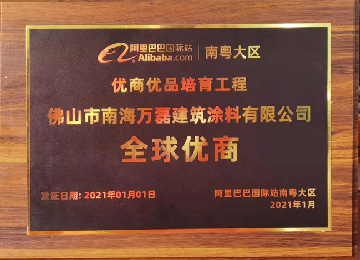 阿里巴巴国际站 南粤大区
Alibaba.com
优商优品培育工程
佛山市南海万磊建筑涂料有限公司
全球优商
发证日期: 2021年01月01日
阿里巴巴国际站南粤大区
2021年1月